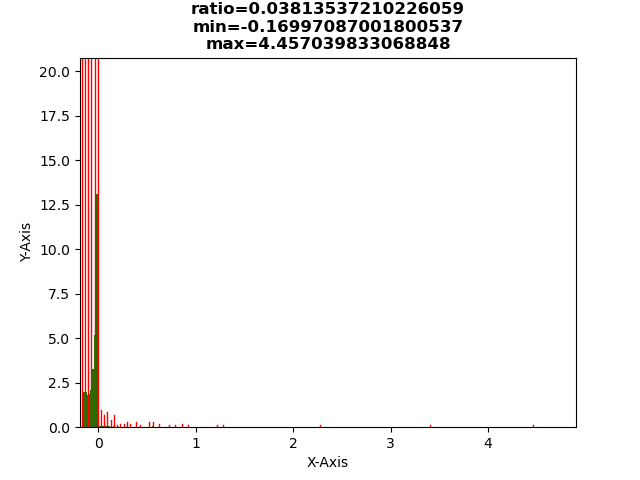 ratio=0.03813537210226059
min=-0.16997087001800537
max=4.457039833068848
20.0
17.5
15.0
12.5
10.0
7.5
5.0
2.5
0.0
Y-Axis
0 1 2 3 4
X-Axis